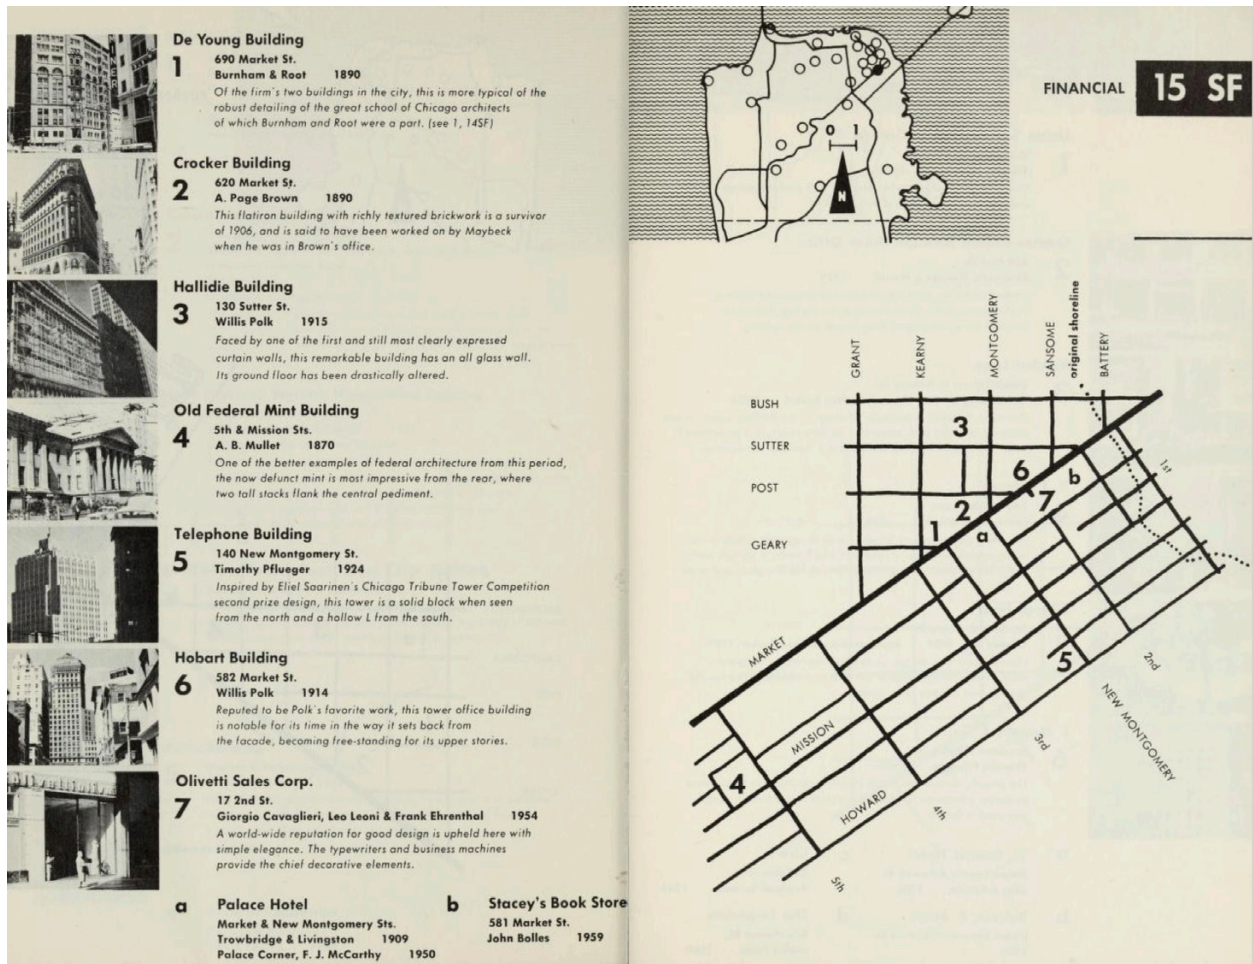 De Young Building
1
690 Market St.
Burnham & Root 1890
Of the firm's two buildings in the city, this is more typical of the
robust detailing of the great school of Chicago architects
of which Burnham and Root were a part. (see 1, 14SF)
Crocker Building
2
620 Market St.
A. Page Brown 1890
This flatiron building with richly textured brickwork is a survivor
of 1906, and is said to have been worked on by Maybeck
when he was in Brown's office.
Hallidie Building
3
130 Sutter St.
Willis Polk 1915
Faced by one of the first and still most clearly expressed
curtain walls, this remarkable building has an all glass wall.
Its ground floor has been drastically altered.
Old Federal Mint Building
4
5th & Mission Sts.
A. B. Mullet 1870
One of the better examples of federal architecture from this period,
the now defunct mint is most impressive from the rear, where
two tall stacks flank the central pediment.
Telephone Building
5
140 New Montgomery St.
Timothy Pflueger 1924
Inspired by Eliel Saarinen's Chicago Tribune Tower Competition
second prize design, this tower is a solid block when seen
from the north and a hollow L from the south.
Hobart Building
6
582 Market St.
Willis Polk 1914
Reputed to be Polk's favorite work, this tower office building
is notable for its time in the way it sets back from
the facade, becoming free-standing for its upper stories.
Olivetti Sales Corp.
7
17 2nd St.
Giorgio Cavaglieri, Leo Leoni & Frank Ehrenthal 1954
A world-wide reputation for good design is upheld here with
simple elegance. The typewriters and business machines
provide the chief decorative elements.
a Palace Hotel
Market & New Montgomery Sts.
Trowbridge & Livingston 1909
Palace Corner, F. J. McCarthy 1950
b Stacey's Book Store
581 Market St.
John Bolles 1959
FINANCIAL 15 SF
0 1
N
GRANT
KEARNY
MONTGOMERY
SANSOME
original shoreline
BATTERY
BUSH
SUTTER
POST
GEARY
3
6
b
1st
7
2
a
1
MARKET
5
2nd
NEW MONTGOMERY
MISSION
3rd
4
HOWARD
4th
5th